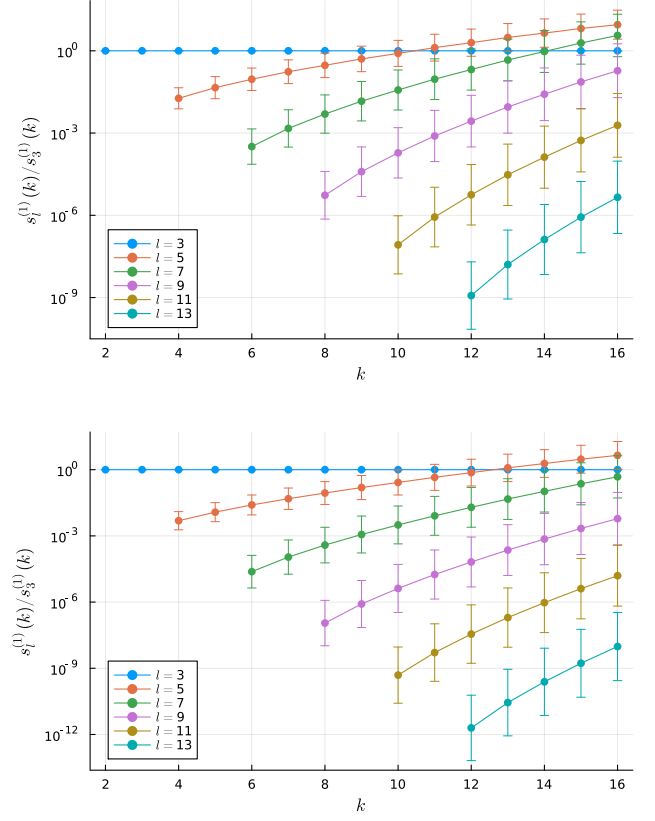 10^0
10^-3
10^-6
10^-9
s_l^(1)(k)/s_3^(1)(k)
l = 3
l = 5
l = 7
l = 9
l = 11
l = 13
2 4 6 8 10 12 14 16
k
10^0
10^-3
10^-6
10^-9
10^-12
s_l^(1)(k)/s_3^(1)(k)
l = 3
l = 5
l = 7
l = 9
l = 11
l = 13
2 4 6 8 10 12 14 16
k